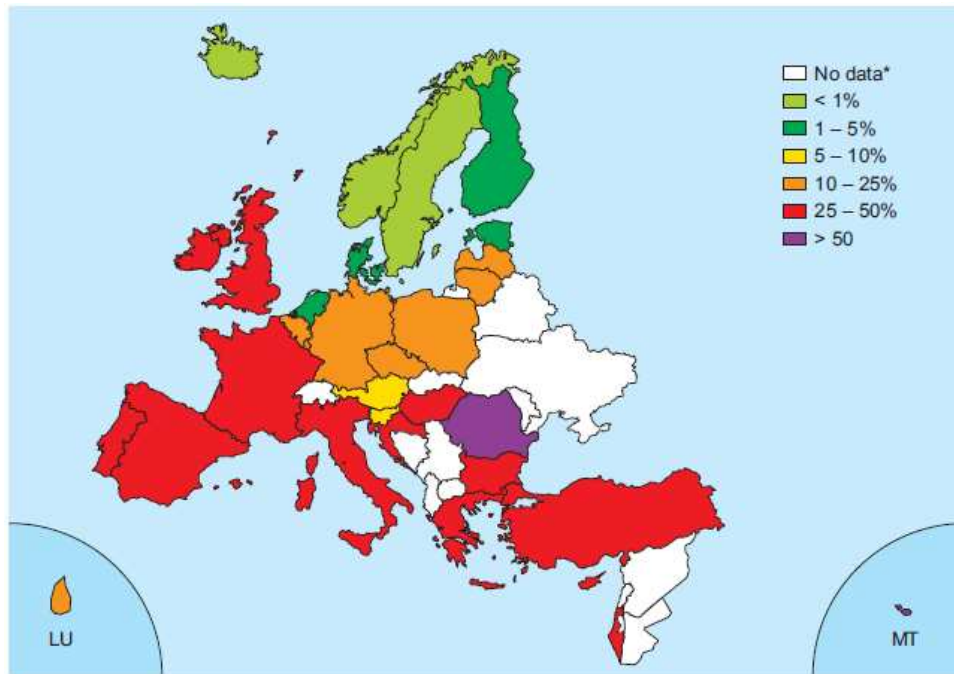 No data*
< 1%
1 – 5%
5 – 10%
10 – 25%
25 – 50%
> 50
LU
MT